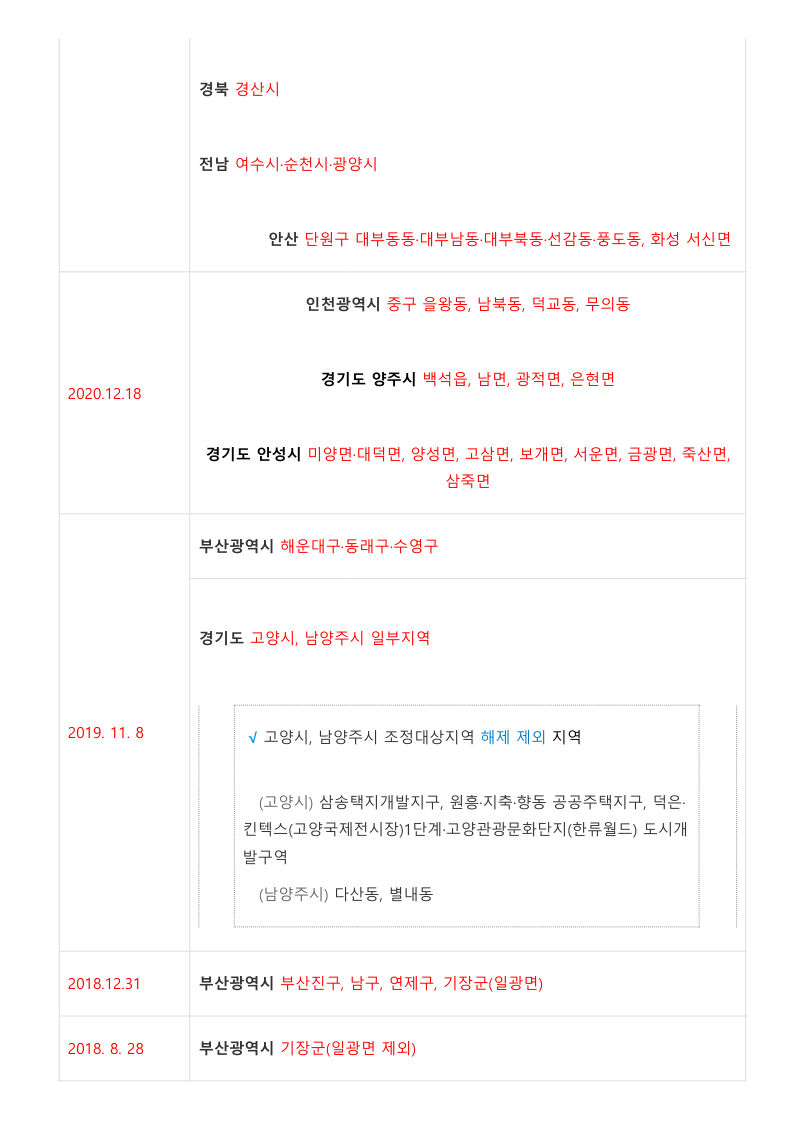 경북 경산시
전남 여수시·순천시·광양시
안산 단원구 대부동동·대부남동·대부북동·선감동·풍도동, 화성 서신면
2020.12.18
인천광역시 중구 을왕동, 남북동, 덕교동, 무의동
경기도 양주시 백석읍, 남면, 광적면, 은현면
경기도 안성시 미양면·대덕면, 양성면, 고삼면, 보개면, 서운면, 금광면, 죽산면,
삼죽면
2019. 11. 8
부산광역시 해운대구·동래구·수영구
경기도 고양시, 남양주시 일부지역
√ 고양시, 남양주시 조정대상지역 해제 제외 지역
(고양시) 삼송택지개발지구, 원흥·지축·향동 공공주택지구, 덕은·
킨텍스(고양국제전시장)1단계·고양관광문화단지(한류월드) 도시개
발구역
(남양주시) 다산동, 별내동
2018.12.31
부산광역시 부산진구, 남구, 연제구, 기장군(일광면)
2018. 8. 28
부산광역시 기장군(일광면 제외)